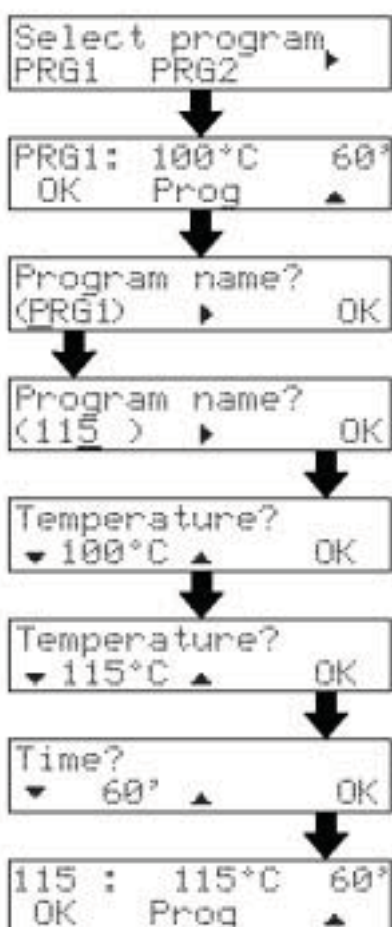 Select program
PRG1 PRG2 ▸
PRG1: 100°C 60'
OK Prog ▲
Program name?
(PRG1) ▸ OK
Program name?
(115 ) ▸ OK
Temperature?
▾ 100°C ▴ OK
Temperature?
▾ 115°C ▴ OK
Time?
▾ 60' ▴ OK
115 : 115°C 60'
OK Prog ▲